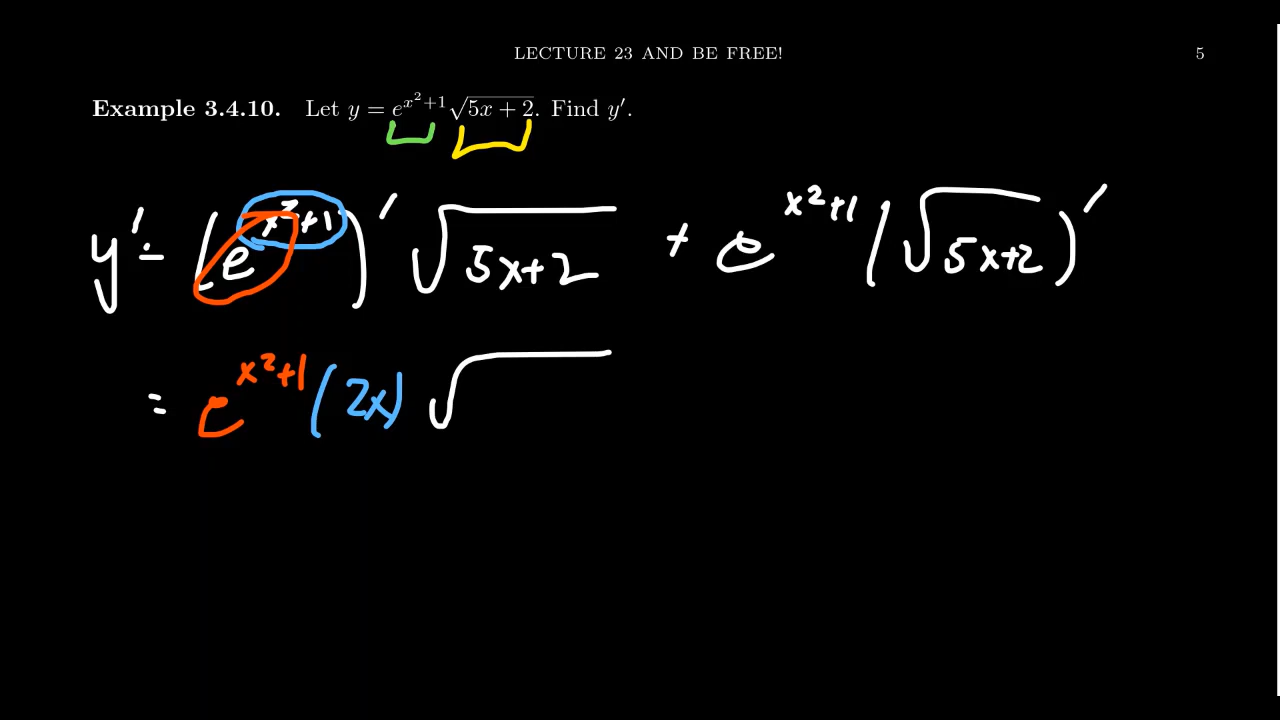 LECTURE 23 AND BE FREE! 5
Example 3.4.10. Let y = e^{x^2+1}√(5x + 2). Find y′.
y′ = (e^{x^2+1})′ √(5x+2) + e^{x^2+1} (√(5x+2))′
= e^{x^2+1} (2x) √